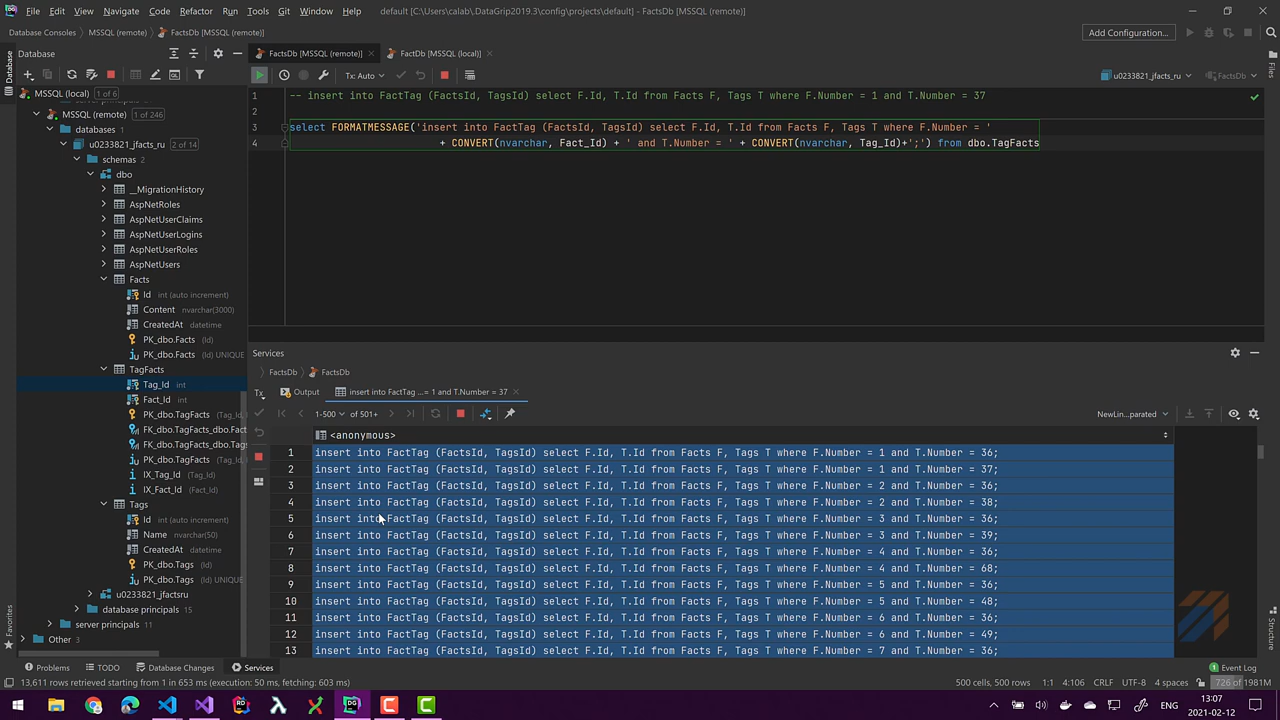 File Edit View Navigate Code Refactor Run Tools Git Window Help default [C:\Users\calab\.DataGrip2019.3\config\projects\default] - FactsDb [MSSQL (remote)]
Database Consoles MSSQL (remote) FactsDb [MSSQL (remote)] Add Configuration...
Database
FactsDb [MSSQL (remote)] FactDb [MSSQL (local)]
Tx: Auto u0233821_jfacts_ru FactsDb
MSSQL (local) 1 of 6
server principals
MSSQL (remote) 1 of 246
databases 1
u0233821_jfacts_ru 2 of 14
schemas 2
dbo
__MigrationHistory
AspNetRoles
AspNetUserClaims
AspNetUserLogins
AspNetUserRoles
AspNetUsers
Facts
Id int (auto increment)
Content nvarchar(3000)
CreatedAt datetime
PK_dbo.Facts (Id)
PK_dbo.Facts (Id) UNIQUE
TagFacts
Tag_Id int
Fact_Id int
PK_dbo.TagFacts (Tag_Id,
FK_dbo.TagFacts_dbo.Fact
FK_dbo.TagFacts_dbo.Tags
PK_dbo.TagFacts (Tag_Id,
IX_Tag_Id (Tag_Id)
IX_Fact_Id (Fact_Id)
Tags
Id int (auto increment)
Name nvarchar(50)
CreatedAt datetime
PK_dbo.Tags (Id)
PK_dbo.Tags (Id) UNIQUE
u0233821_jfactsru
database principals 15
server principals 11
Other 3
1 -- insert into FactTag (FactsId, TagsId) select F.Id, T.Id from Facts F, Tags T where F.Number = 1 and T.Number = 37
2
3 select FORMATMESSAGE('insert into FactTag (FactsId, TagsId) select F.Id, T.Id from Facts F, Tags T where F.Number = '
4 + CONVERT(nvarchar, Fact_Id) + ' and T.Number = ' + CONVERT(nvarchar, Tag_Id)+';') from dbo.TagFacts
Services
FactsDb FactsDb
Tx Output insert into FactTag ...= 1 and T.Number = 37
1-500 of 501+ NewLin...parated
<anonymous>
1 insert into FactTag (FactsId, TagsId) select F.Id, T.Id from Facts F, Tags T where F.Number = 1 and T.Number = 36;
2 insert into FactTag (FactsId, TagsId) select F.Id, T.Id from Facts F, Tags T where F.Number = 1 and T.Number = 37;
3 insert into FactTag (FactsId, TagsId) select F.Id, T.Id from Facts F, Tags T where F.Number = 2 and T.Number = 36;
4 insert into FactTag (FactsId, TagsId) select F.Id, T.Id from Facts F, Tags T where F.Number = 2 and T.Number = 38;
5 insert into FactTag (FactsId, TagsId) select F.Id, T.Id from Facts F, Tags T where F.Number = 3 and T.Number = 36;
6 insert into FactTag (FactsId, TagsId) select F.Id, T.Id from Facts F, Tags T where F.Number = 3 and T.Number = 39;
7 insert into FactTag (FactsId, TagsId) select F.Id, T.Id from Facts F, Tags T where F.Number = 4 and T.Number = 36;
8 insert into FactTag (FactsId, TagsId) select F.Id, T.Id from Facts F, Tags T where F.Number = 4 and T.Number = 68;
9 insert into FactTag (FactsId, TagsId) select F.Id, T.Id from Facts F, Tags T where F.Number = 5 and T.Number = 36;
10 insert into FactTag (FactsId, TagsId) select F.Id, T.Id from Facts F, Tags T where F.Number = 5 and T.Number = 48;
11 insert into FactTag (FactsId, TagsId) select F.Id, T.Id from Facts F, Tags T where F.Number = 6 and T.Number = 36;
12 insert into FactTag (FactsId, TagsId) select F.Id, T.Id from Facts F, Tags T where F.Number = 6 and T.Number = 49;
13 insert into FactTag (FactsId, TagsId) select F.Id, T.Id from Facts F, Tags T where F.Number = 7 and T.Number = 36;
Database
Favorites
Files
Structure
Problems TODO Database Changes Services Event Log
13,611 rows retrieved starting from 1 in 653 ms (execution: 50 ms, fetching: 603 ms) 500 cells, 500 rows 1:1 4:106 CRLF UTF-8 4 spaces 726 of 1981M
ENG 13:07
2021-02-12